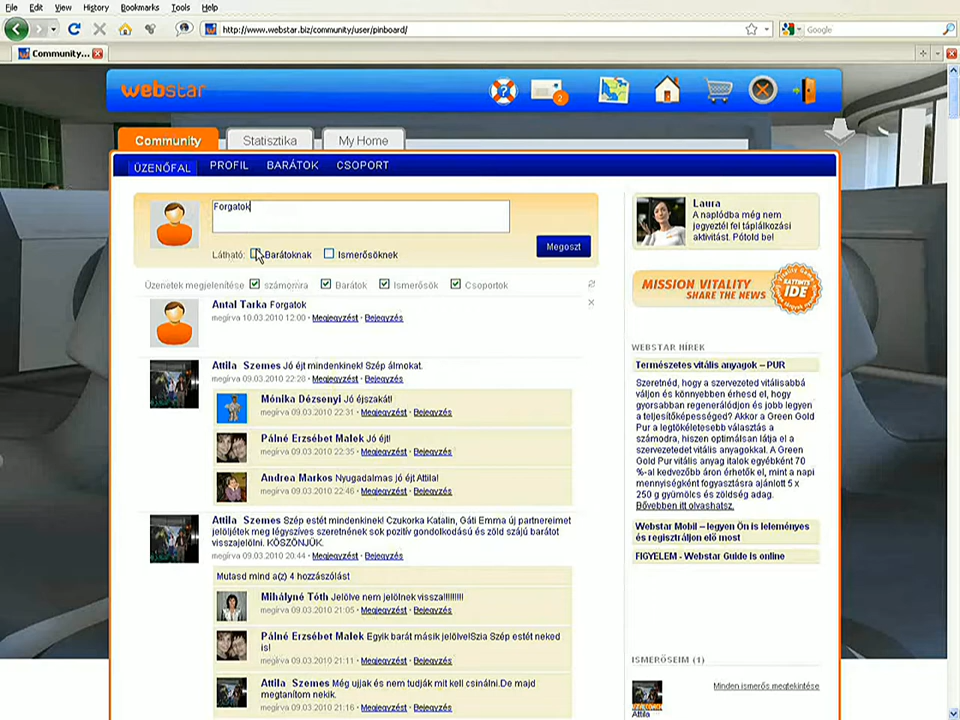 File Edit View History Bookmarks Tools Help
http://www.webstar.biz/community/user/pinboard/
Google
Community...
webstar
2
Community Statisztika My Home
ÜZENŐFAL PROFIL BARÁTOK CSOPORT
Forgatok
Látható: Barátoknak Ismerősöknek
Megoszt
Üzenetek megjelenítése számomra Barátok Ismerősök Csoportok
Antal Tarka Forgatok
megírva 10.03.2010 12:00 • Megjegyzést • Bejegyzés
Attila Szemes Jó éjt mindenkinek! Szép álmokat.
megírva 09.03.2010 22:28 • Megjegyzést • Bejegyzés
Mónika Dézsenyi Jó éjszakát!
megírva 09.03.2010 22:31 • Megjegyzést • Bejegyzés
Pálné Erzsébet Malek Jó éjt!
megírva 09.03.2010 22:35 • Megjegyzést • Bejegyzés
Andrea Markos Nyugadalmas jó éjt Attila!
megírva 09.03.2010 22:46 • Megjegyzést • Bejegyzés
Attila Szemes Szép estét mindenkinek! Czukorka Katalin, Gáti Emma új partnereimet
jelöljétek meg légyszíves szeretnének sok pozitív gondolkodású és zöld szájú barátot
visszajelölni. KÖSZÖNJÜK.
megírva 09.03.2010 20:44 • Megjegyzést • Bejegyzés
Mutasd mind a(z) 4 hozzászólást
Mihályné Tóth Jelölve nem jelölnek vissza!!!!!!!!!
megírva 09.03.2010 21:05 • Megjegyzést • Bejegyzés
Pálné Erzsébet Malek Egyik barát másik jelölve!Szia Szép estét neked
is!
megírva 09.03.2010 21:11 • Megjegyzést • Bejegyzés
Attila Szemes Még ujjak és nem tudják mit kell csinálni.De majd
megtanítom nekik.
megírva 09.03.2010 21:16 • Megjegyzést • Bejegyzés
Laura
A naplódba még nem
jegyeztél fel táplálkozási
aktivitást. Pótold be!
MISSION VITALITY
SHARE THE NEWS
KATTINTS
IDE
WEBSTAR HÍREK
Természetes vitális anyagok – PUR
Szeretnéd, hogy a szervezeted vitálisabbá
váljon és könnyebben érhesd el, hogy
gyorsabban regenerálódjon és jobb legyen
a teljesítőképességed? Akkor a Green Gold
Pur a legtökéletesebb választás a
számodra, hiszen optimálisan látja el a
szervezetedet vitális anyagokkal. A Green
Gold Pur vitális anyag italok egyébként 70
%-al kedvezőbb áron érhetők el, mint a napi
mennyiségként fogyasztásra ajánlott 5 x
250 g gyümölcs és zöldség adag.
Bővebben itt olvashatsz.
Webstar Mobil – legyen Ön is leleményes
és regisztráljon elő most
FIGYELEM - Webstar Guide is online
ISMERŐSEIM (1)
Minden ismerős megtekintése
Attila